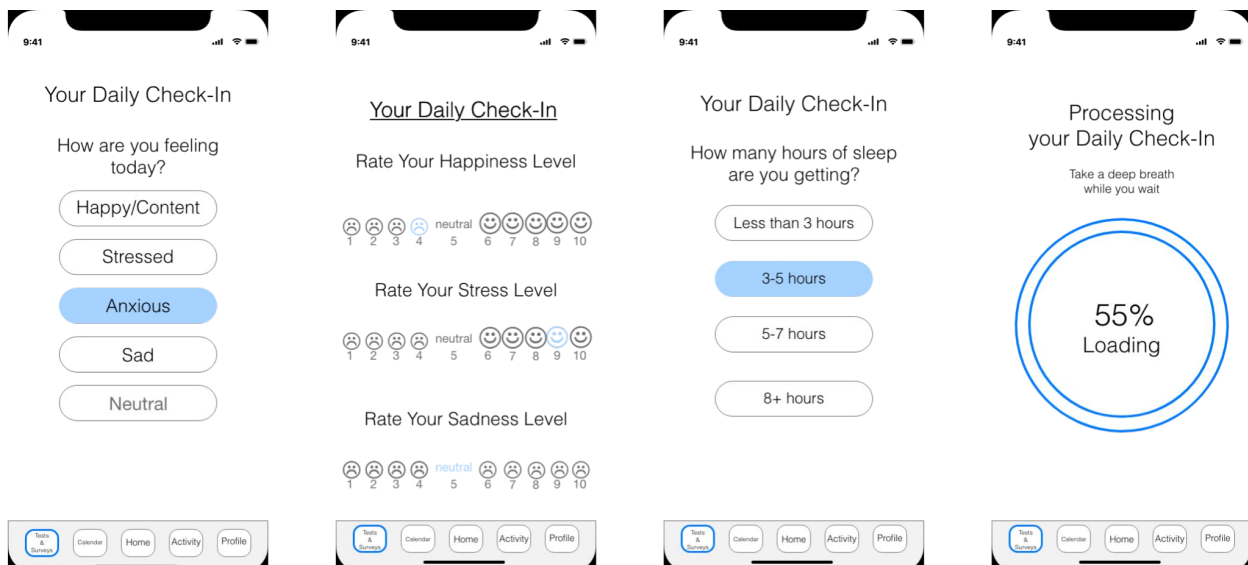 9:41
Your Daily Check-In
How are you feeling
today?
Happy/Content
Stressed
Anxious
Sad
Neutral
Tests
&
Surveys
Calendar
Home
Activity
Profile
9:41
Your Daily Check-In
Rate Your Happiness Level
neutral
1 2 3 4 5 6 7 8 9 10
Rate Your Stress Level
neutral
1 2 3 4 5 6 7 8 9 10
Rate Your Sadness Level
neutral
1 2 3 4 5 6 7 8 9 10
Tests
&
Surveys
Calendar
Home
Activity
Profile
9:41
Your Daily Check-In
How many hours of sleep
are you getting?
Less than 3 hours
3-5 hours
5-7 hours
8+ hours
Tests
&
Surveys
Calendar
Home
Activity
Profile
9:41
Processing
your Daily Check-In
Take a deep breath
while you wait
55%
Loading
Tests
&
Surveys
Calendar
Home
Activity
Profile